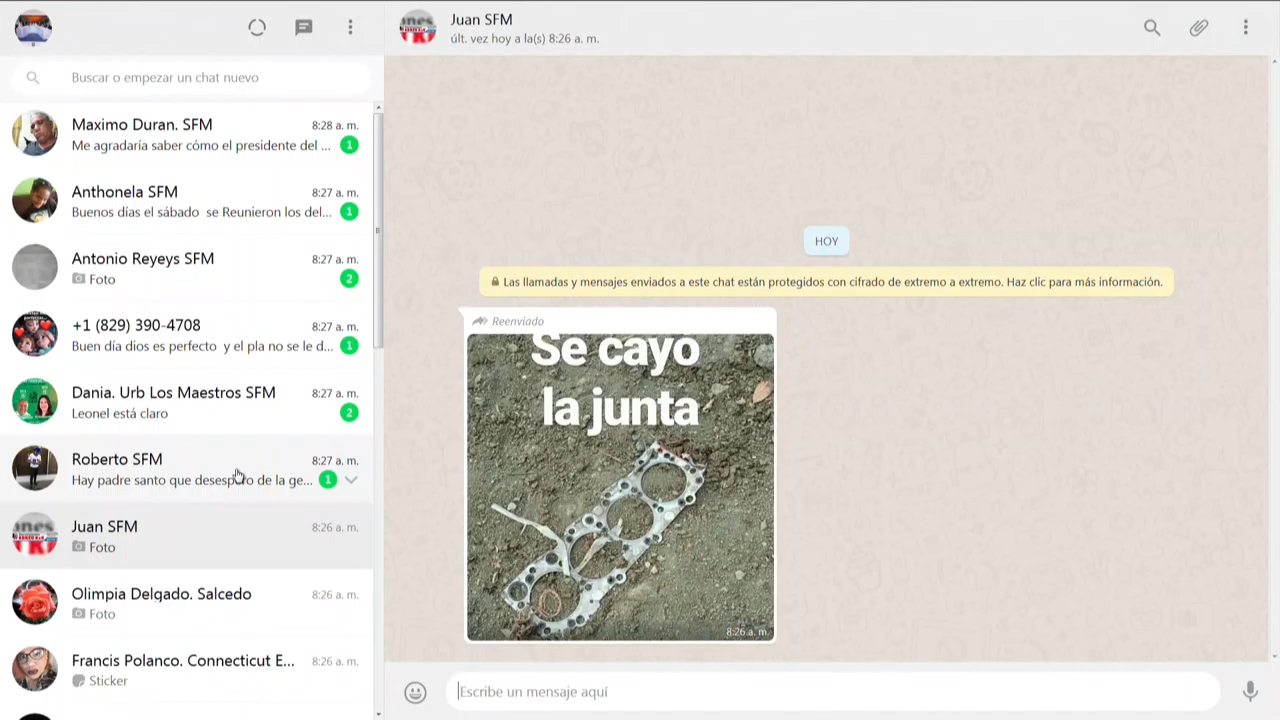 Juan SFM
últ. vez hoy a la(s) 8:26 a. m.
Buscar o empezar un chat nuevo
Maximo Duran. SFM
8:28 a. m.
Me agradaría saber cómo el presidente del ...
1
Anthonela SFM
8:27 a. m.
Buenos días el sábado se Reunieron los del...
1
Antonio Reyeys SFM
8:27 a. m.
Foto
2
+1 (829) 390-4708
8:27 a. m.
Buen día dios es perfecto y el pla no se le d...
1
Dania. Urb Los Maestros SFM
8:27 a. m.
Leonel está claro
2
Roberto SFM
8:27 a. m.
Hay padre santo que desespero de la ge...
1
Juan SFM
8:26 a. m.
Foto
Olimpia Delgado. Salcedo
8:26 a. m.
Foto
Francis Polanco. Connecticut E...
8:26 a. m.
Sticker
HOY
Las llamadas y mensajes enviados a este chat están protegidos con cifrado de extremo a extremo. Haz clic para más información.
Reenviado
Se cayo
la junta
8:26 a. m.
Escribe un mensaje aquí